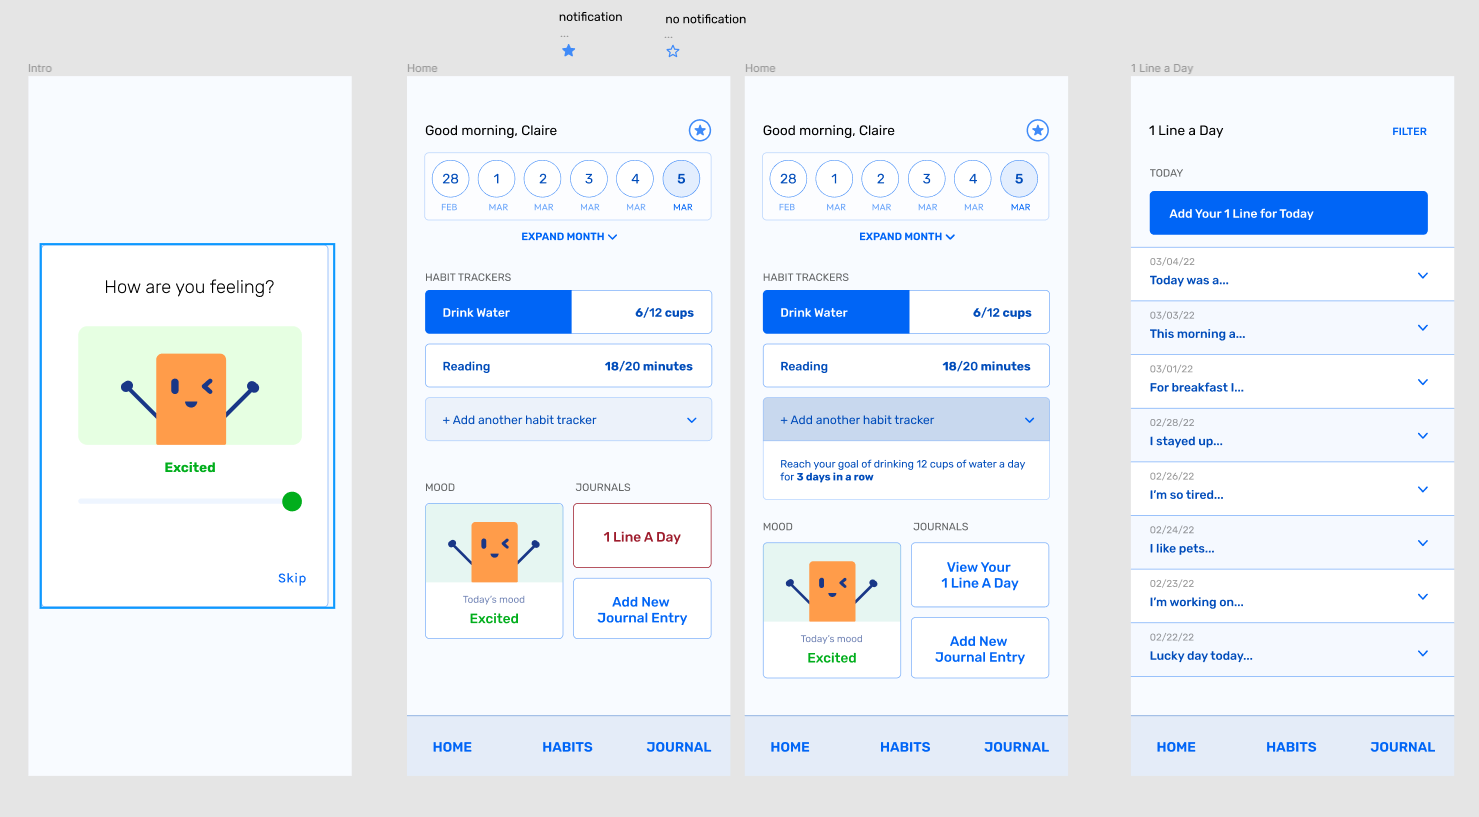 notification
...
no notification
...
Intro
How are you feeling?
Excited
Skip
Home
Good morning, Claire
28 1 2 3 4 5
FEB MAR MAR MAR MAR MAR
EXPAND MONTH
HABIT TRACKERS
Drink Water 6/12 cups
Reading 18/20 minutes
+ Add another habit tracker
MOOD
Today's mood
Excited
JOURNALS
1 Line A Day
Add New
Journal Entry
HOME HABITS JOURNAL
Home
Good morning, Claire
28 1 2 3 4 5
FEB MAR MAR MAR MAR MAR
EXPAND MONTH
HABIT TRACKERS
Drink Water 6/12 cups
Reading 18/20 minutes
+ Add another habit tracker
Reach your goal of drinking 12 cups of water a day
for 3 days in a row
MOOD
Today's mood
Excited
JOURNALS
View Your
1 Line A Day
Add New
Journal Entry
HOME HABITS JOURNAL
1 Line a Day
1 Line a Day FILTER
TODAY
Add Your 1 Line for Today
03/04/22
Today was a...
03/03/22
This morning a...
03/01/22
For breakfast I...
02/28/22
I stayed up...
02/26/22
I'm so tired...
02/24/22
I like pets...
02/23/22
I'm working on...
02/22/22
Lucky day today...
HOME HABITS JOURNAL